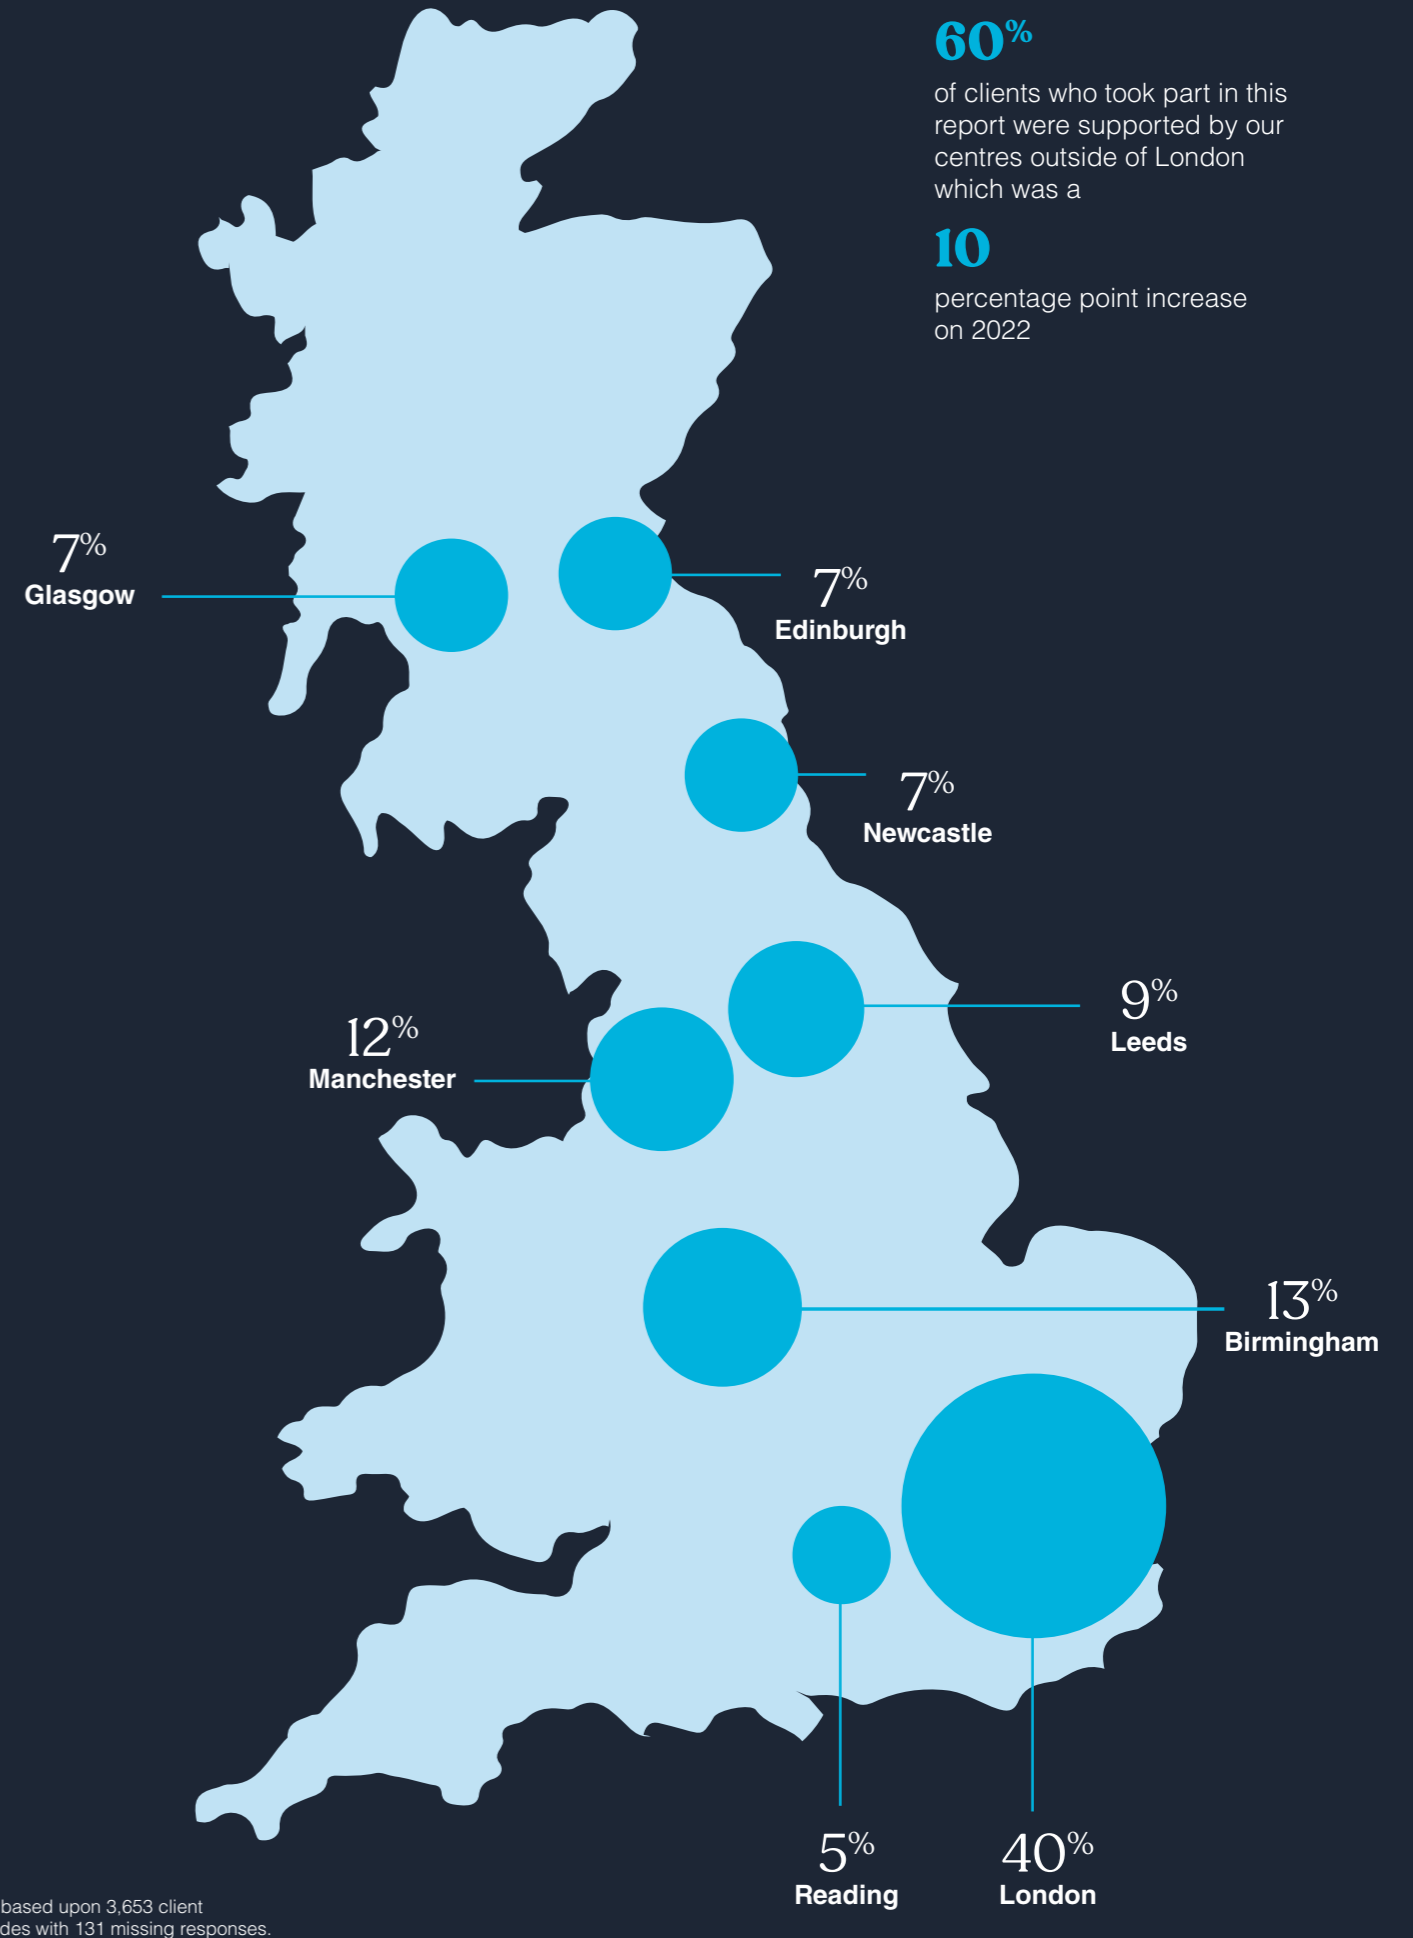 60%
of clients who took part in this
report were supported by our
centres outside of London
which was a
10
percentage point increase
on 2022
7%
Glasgow
7%
Edinburgh
7%
Newcastle
9%
Leeds
12%
Manchester
13%
Birmingham
5%
Reading
40%
London
based upon 3,653 client
des with 131 missing responses.